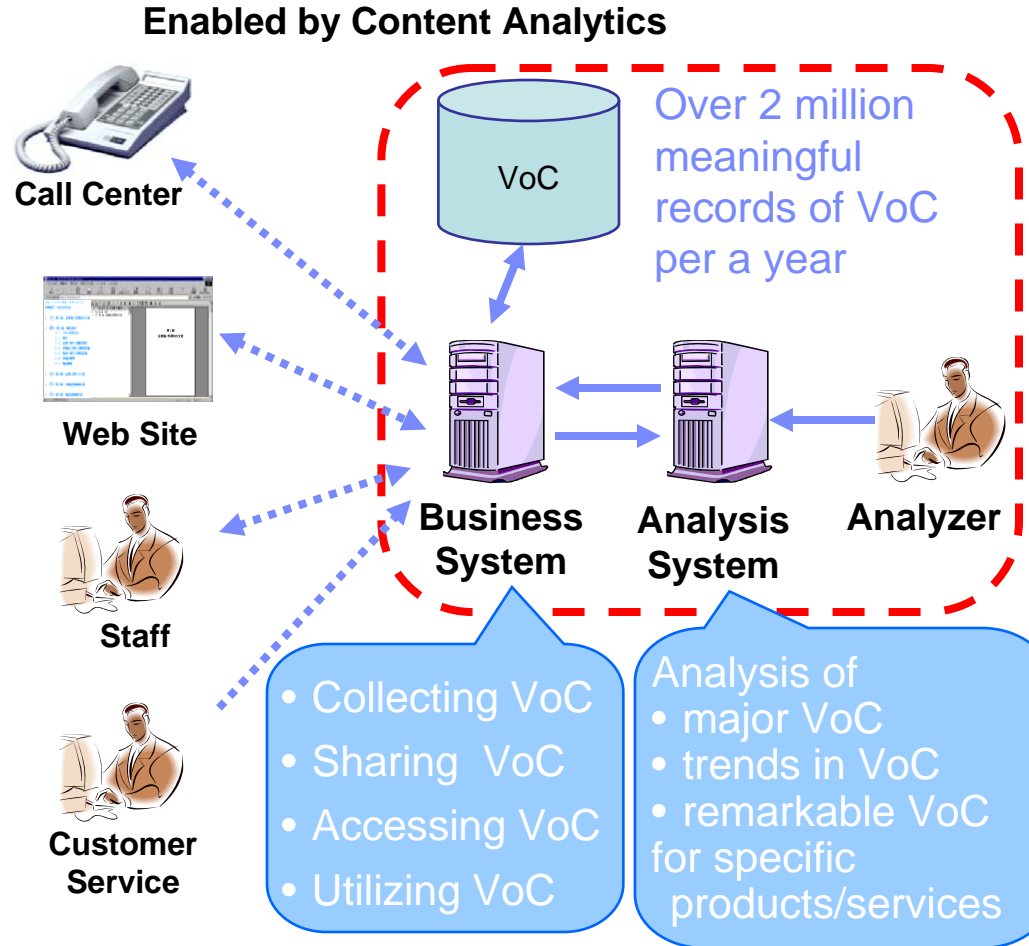 Enabled by Content Analytics
Call Center
VoC
Over 2 million
meaningful
records of VoC
per a year
Web Site
Business
System
Analysis
System
Analyzer
Staff
Customer
Service
• Collecting VoC
• Sharing VoC
• Accessing VoC
• Utilizing VoC
Analysis of
• major VoC
• trends in VoC
• remarkable VoC
for specific
products/services